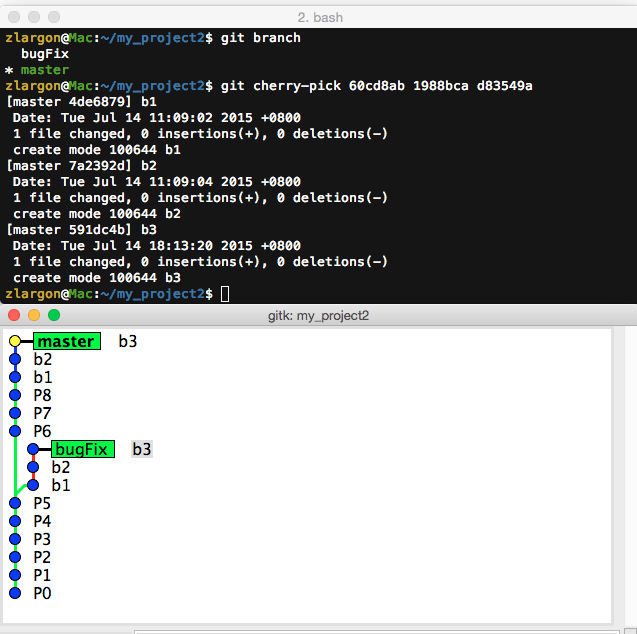 2. bash
zlargon@Mac:~/my_project2$ git branch
bugFix
* master
zlargon@Mac:~/my_project2$ git cherry-pick 60cd8ab 1988bca d83549a
[master 4de6879] b1
Date: Tue Jul 14 11:09:02 2015 +0800
1 file changed, 0 insertions(+), 0 deletions(-)
create mode 100644 b1
[master 7a2392d] b2
Date: Tue Jul 14 11:09:04 2015 +0800
1 file changed, 0 insertions(+), 0 deletions(-)
create mode 100644 b2
[master 591dc4b] b3
Date: Tue Jul 14 18:13:20 2015 +0800
1 file changed, 0 insertions(+), 0 deletions(-)
create mode 100644 b3
zlargon@Mac:~/my_project2$
gitk: my_project2
master b3
b2
b1
P8
P7
P6
bugFix b3
b2
b1
P5
P4
P3
P2
P1
P0